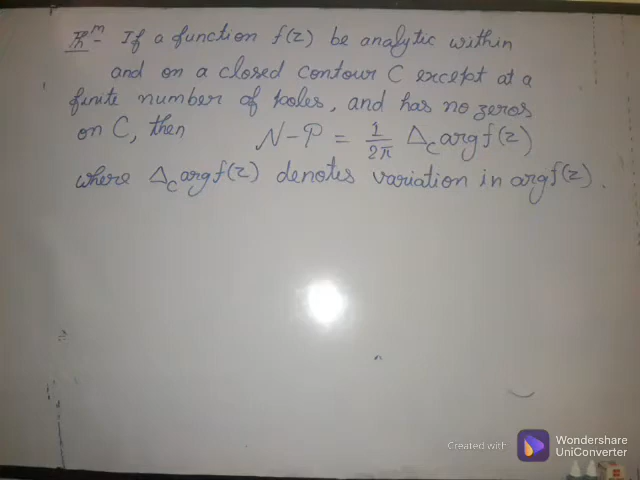 Th^m - If a function f(z) be analytic within
and on a closed contour C except at a
finite number of poles, and has no zeros
on C, then N-P = 1/2π Δ_C arg f(z)
where Δ_C arg f(z) denotes variation in arg f(z).
Created with
Wondershare
UniConverter